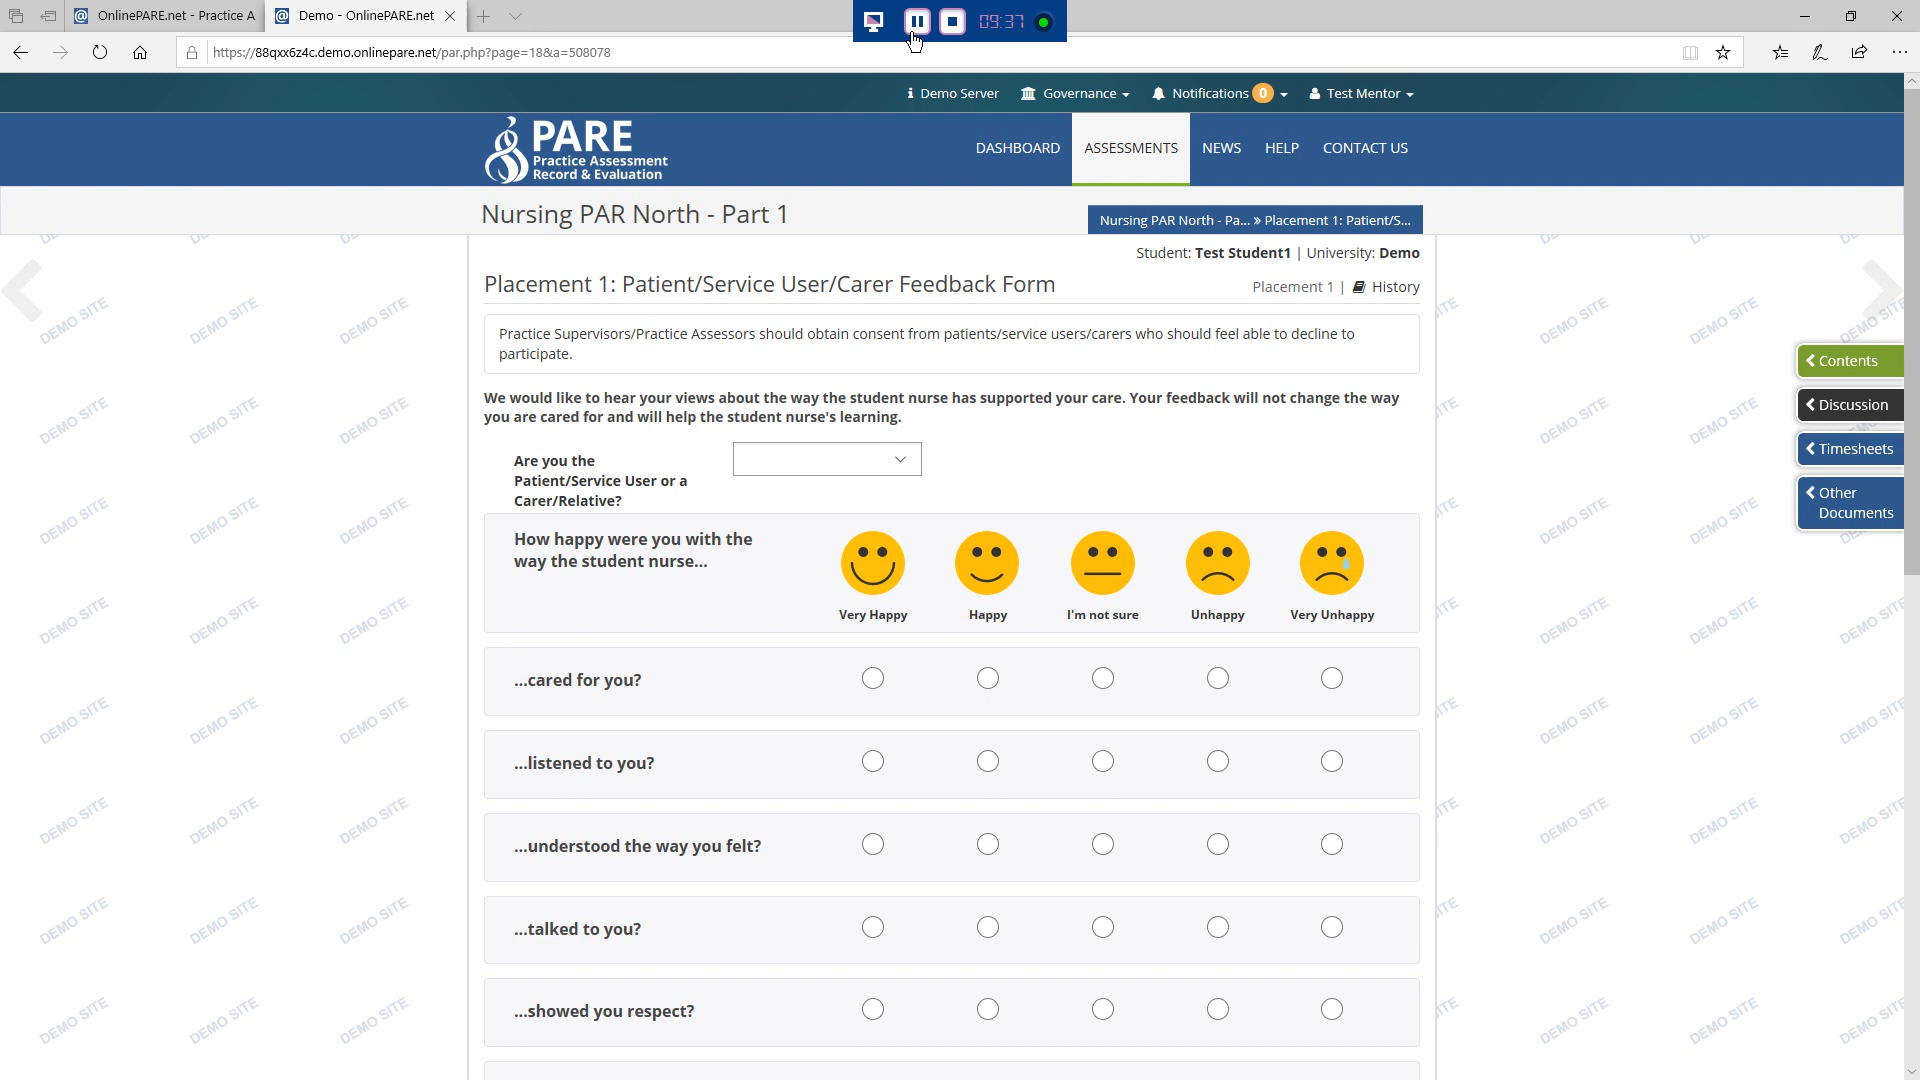 OnlinePARE.net - Practice A
Demo - OnlinePARE.net
09:37
https://88qxx6z4c.demo.onlinepare.net/par.php?page=18&a=508078
Demo Server
Governance
Notifications 0
Test Mentor
PARE
Practice Assessment
Record & Evaluation
DASHBOARD
ASSESSMENTS
NEWS
HELP
CONTACT US
Nursing PAR North - Part 1
Nursing PAR North - Pa... » Placement 1: Patient/S...
Student: Test Student1 | University: Demo
Placement 1: Patient/Service User/Carer Feedback Form
Placement 1 | History
Practice Supervisors/Practice Assessors should obtain consent from patients/service users/carers who should feel able to decline to
participate.
Contents
Discussion
Timesheets
Other
Documents
We would like to hear your views about the way the student nurse has supported your care. Your feedback will not change the way
you are cared for and will help the student nurse's learning.
Are you the
Patient/Service User or a
Carer/Relative?
How happy were you with the
way the student nurse...
Very Happy
Happy
I'm not sure
Unhappy
Very Unhappy
...cared for you?
...listened to you?
...understood the way you felt?
...talked to you?
...showed you respect?
DEMO SITE